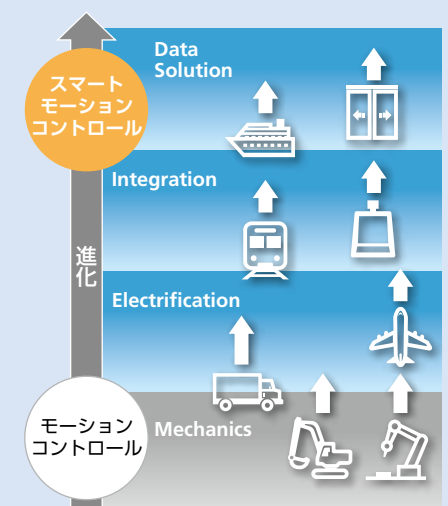 Data
Solution
スマート
モーション
コントロール
Integration
進化
Electrification
モーション
コントロール
Mechanics